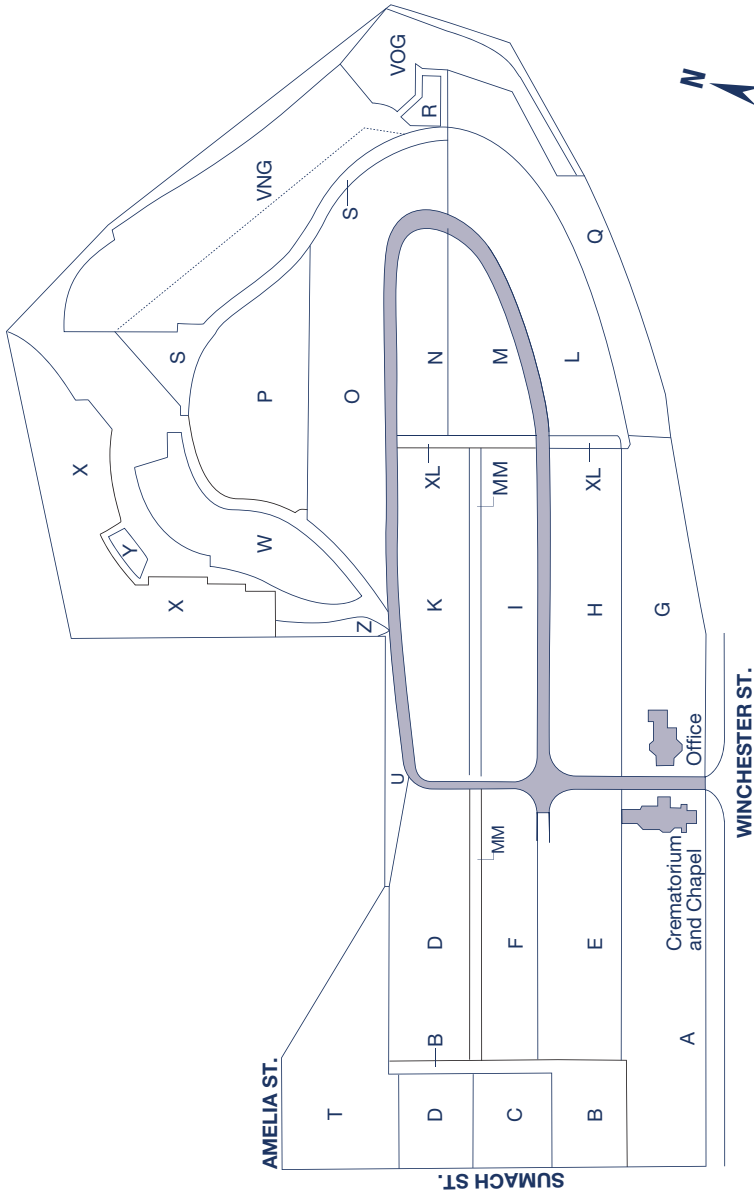 N
VOG
R
VNG
S
Q
S
P
O
N
M
L
X
Y
W
XL
MM
XL
X
Z
K
I
H
G
U
Office
MM
Crematorium
and Chapel
WINCHESTER ST.
D
F
E
B
A
AMELIA ST.
T
D
C
B
SUMACH ST.